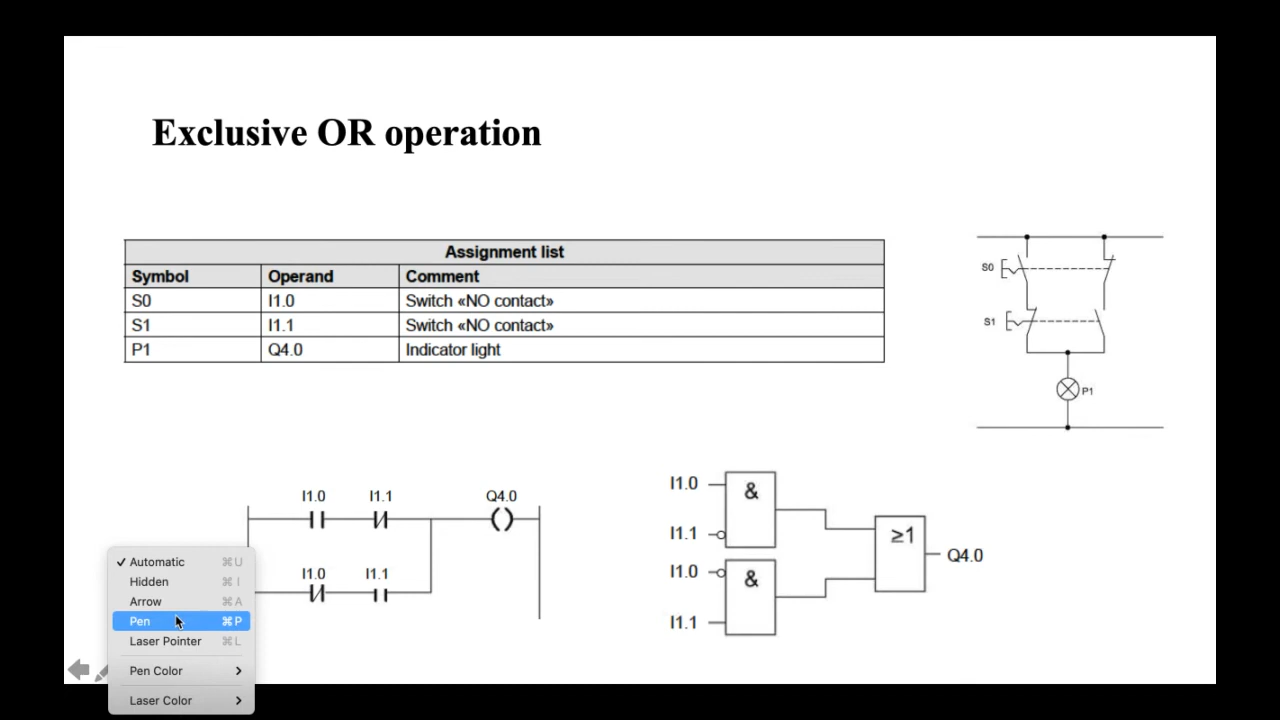 Exclusive OR operation
Assignment list
Symbol Operand Comment
S0 I1.0 Switch «NO contact»
S1 I1.1 Switch «NO contact»
P1 Q4.0 Indicator light
S0
S1
P1
I1.0 I1.1 Q4.0
I1.0 I1.1
I1.0
&
I1.1
I1.0
&
I1.1
≥1
Q4.0
✓ Automatic ⌘U
Hidden ⌘I
Arrow ⌘A
Pen ⌘P
Laser Pointer ⌘L
Pen Color >
Laser Color >